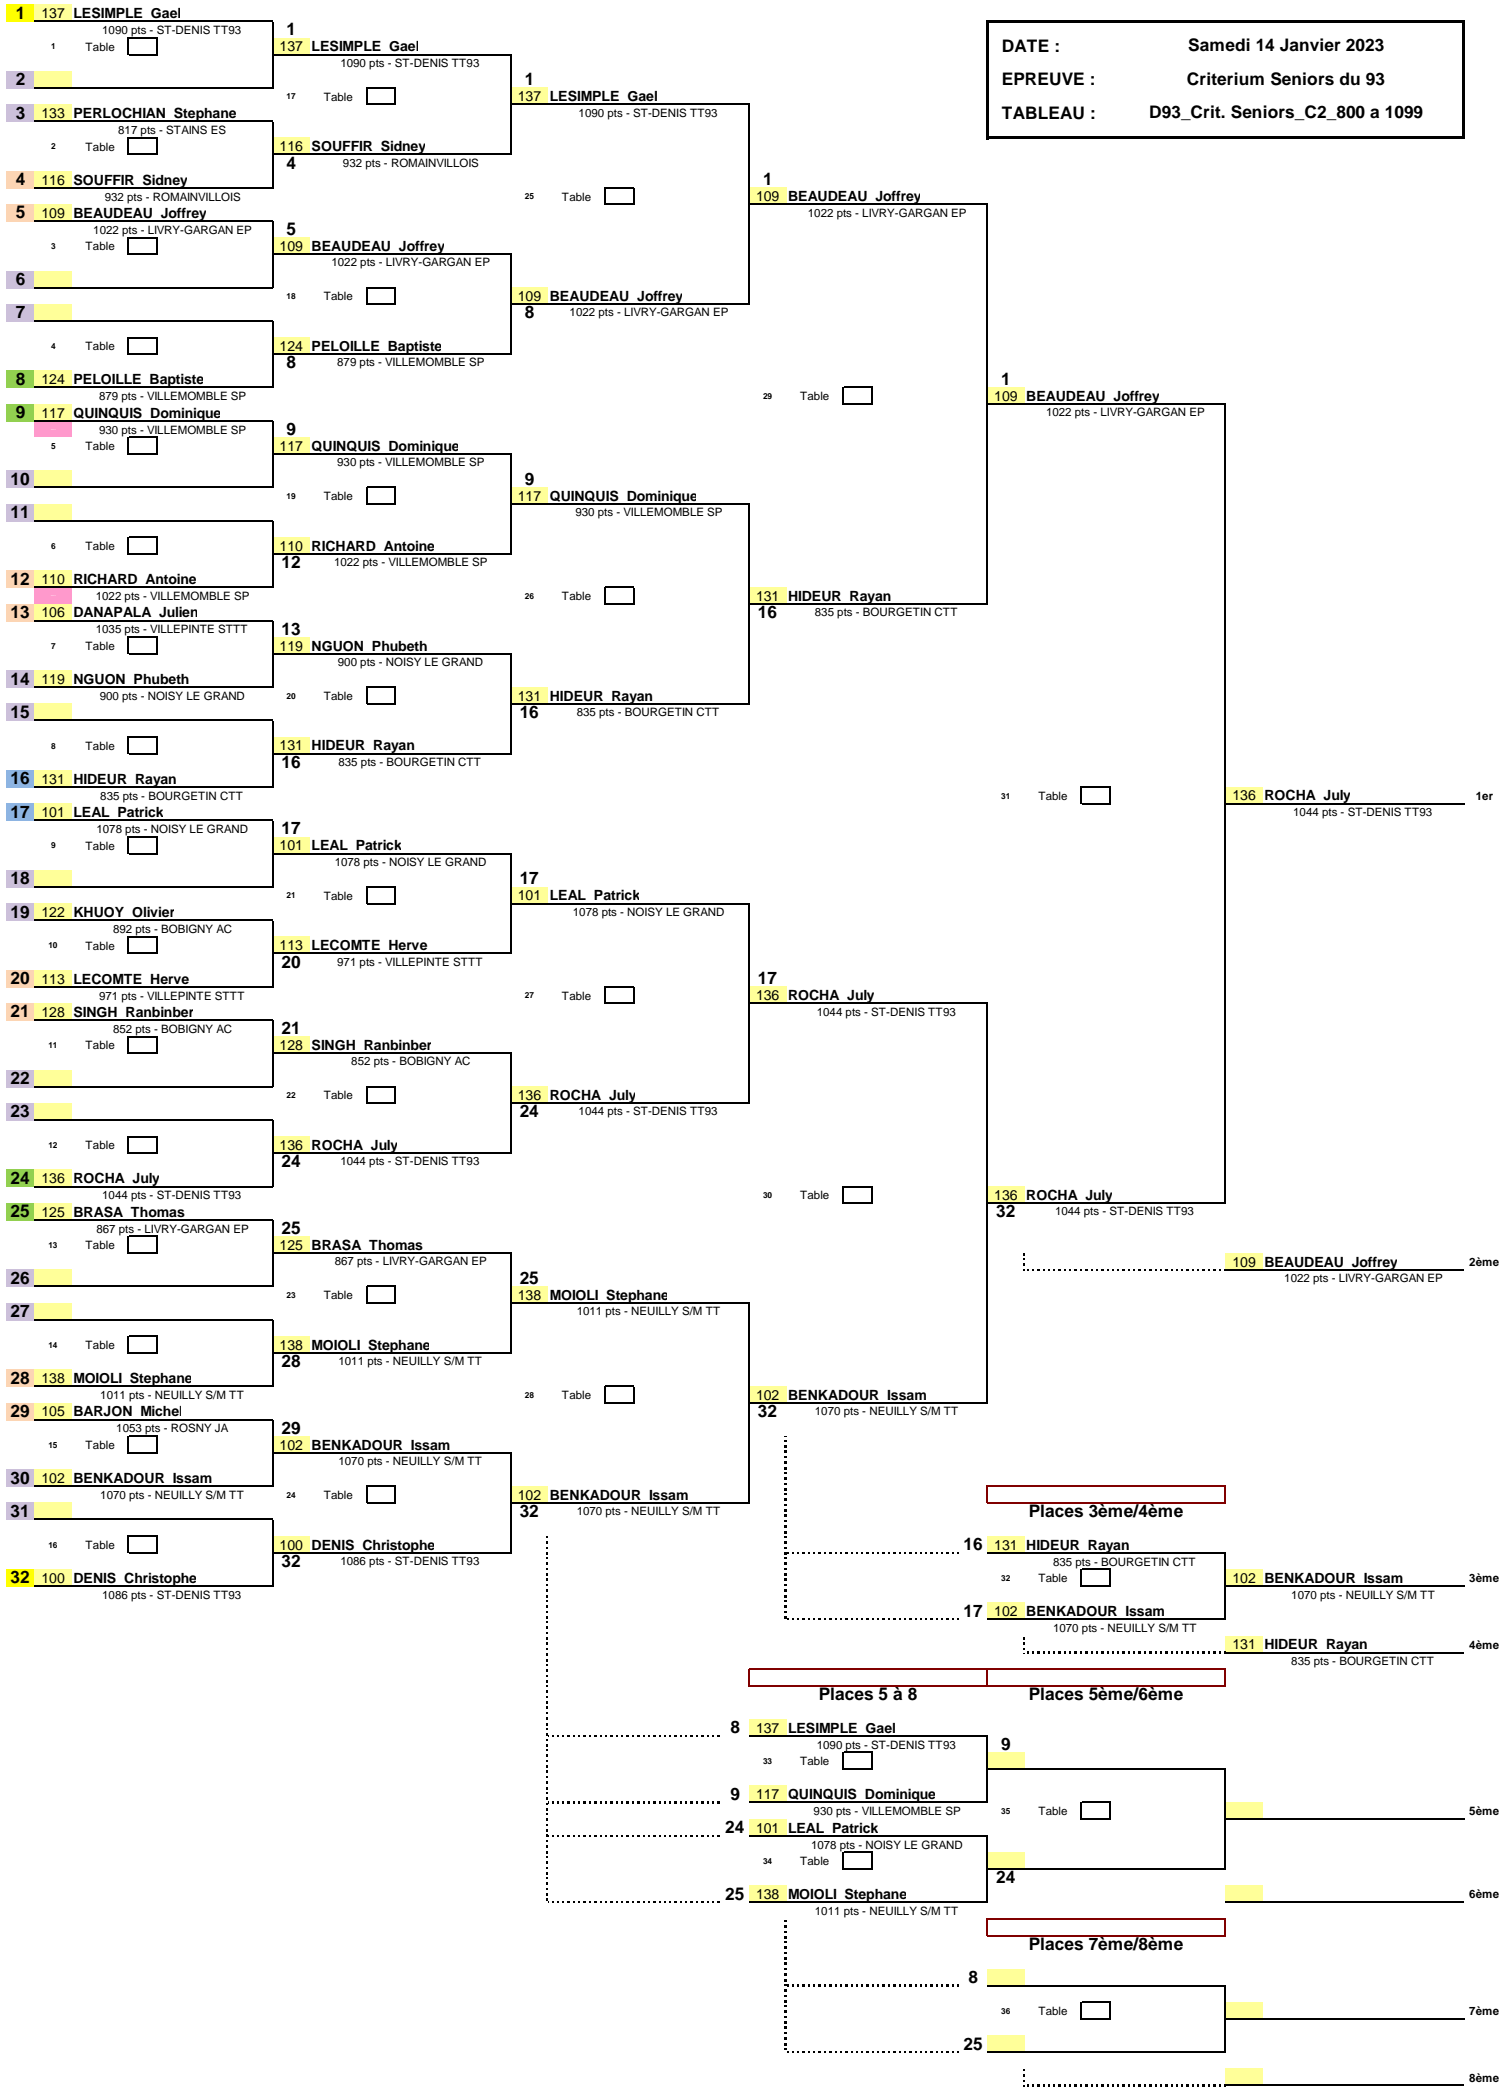 DATE : Samedi 14 Janvier 2023
EPREUVE : Criterium Seniors du 93
TABLEAU : D93_Crit. Seniors_C2_800 a 1099
1 137 LESIMPLE Gael
1090 pts - ST-DENIS TT93
1 Table
2
3 133 PERLOCHIAN Stephane
817 pts - STAINS ES
2 Table
4 116 SOUFFIR Sidney
932 pts - ROMAINVILLOIS
5 109 BEAUDEAU Joffrey
1022 pts - LIVRY-GARGAN EP
3 Table
6
7
4 Table
8 124 PELOILLE Baptiste
879 pts - VILLEMOMBLE SP
9 117 QUINQUIS Dominique
930 pts - VILLEMOMBLE SP
5 Table
10
11
6 Table
12 110 RICHARD Antoine
1022 pts - VILLEMOMBLE SP
13 106 DANAPALA Julien
1035 pts - VILLEPINTE STTT
7 Table
14 119 NGUON Phubeth
900 pts - NOISY LE GRAND
15
8 Table
16 131 HIDEUR Rayan
835 pts - BOURGETIN CTT
17 101 LEAL Patrick
1078 pts - NOISY LE GRAND
9 Table
18
19 122 KHUOY Olivier
892 pts - BOBIGNY AC
10 Table
20 113 LECOMTE Herve
971 pts - VILLEPINTE STTT
21 128 SINGH Ranbinber
852 pts - BOBIGNY AC
11 Table
22
23
12 Table
24 136 ROCHA July
1044 pts - ST-DENIS TT93
25 125 BRASA Thomas
867 pts - LIVRY-GARGAN EP
13 Table
26
27
14 Table
28 138 MOIOLI Stephane
1011 pts - NEUILLY S/M TT
29 105 BARJON Michel
1053 pts - ROSNY JA
15 Table
30 102 BENKADOUR Issam
1070 pts - NEUILLY S/M TT
31
16 Table
32 100 DENIS Christophe
1086 pts - ST-DENIS TT93
1
137 LESIMPLE Gael
1090 pts - ST-DENIS TT93
17 Table
116 SOUFFIR Sidney
4 932 pts - ROMAINVILLOIS
5
109 BEAUDEAU Joffrey
1022 pts - LIVRY-GARGAN EP
18 Table
124 PELOILLE Baptiste
8 879 pts - VILLEMOMBLE SP
9
117 QUINQUIS Dominique
930 pts - VILLEMOMBLE SP
19 Table
110 RICHARD Antoine
12 1022 pts - VILLEMOMBLE SP
13
119 NGUON Phubeth
900 pts - NOISY LE GRAND
20 Table
131 HIDEUR Rayan
16 835 pts - BOURGETIN CTT
17
101 LEAL Patrick
1078 pts - NOISY LE GRAND
21 Table
113 LECOMTE Herve
20 971 pts - VILLEPINTE STTT
21
128 SINGH Ranbinber
852 pts - BOBIGNY AC
22 Table
136 ROCHA July
24 1044 pts - ST-DENIS TT93
25
125 BRASA Thomas
867 pts - LIVRY-GARGAN EP
23 Table
138 MOIOLI Stephane
28 1011 pts - NEUILLY S/M TT
29
102 BENKADOUR Issam
1070 pts - NEUILLY S/M TT
24 Table
100 DENIS Christophe
32 1086 pts - ST-DENIS TT93
1
137 LESIMPLE Gael
1090 pts - ST-DENIS TT93
25 Table
109 BEAUDEAU Joffrey
8 1022 pts - LIVRY-GARGAN EP
9
117 QUINQUIS Dominique
930 pts - VILLEMOMBLE SP
26 Table
131 HIDEUR Rayan
16 835 pts - BOURGETIN CTT
17
101 LEAL Patrick
1078 pts - NOISY LE GRAND
27 Table
136 ROCHA July
24 1044 pts - ST-DENIS TT93
25
138 MOIOLI Stephane
1011 pts - NEUILLY S/M TT
28 Table
102 BENKADOUR Issam
32 1070 pts - NEUILLY S/M TT
1
109 BEAUDEAU Joffrey
1022 pts - LIVRY-GARGAN EP
29 Table
131 HIDEUR Rayan
16 835 pts - BOURGETIN CTT
17
136 ROCHA July
1044 pts - ST-DENIS TT93
30 Table
102 BENKADOUR Issam
32 1070 pts - NEUILLY S/M TT
1
109 BEAUDEAU Joffrey
1022 pts - LIVRY-GARGAN EP
31 Table
136 ROCHA July
32 1044 pts - ST-DENIS TT93
136 ROCHA July 1er
1044 pts - ST-DENIS TT93
109 BEAUDEAU Joffrey 2ème
1022 pts - LIVRY-GARGAN EP
Places 3ème/4ème
16 131 HIDEUR Rayan
835 pts - BOURGETIN CTT
32 Table
17 102 BENKADOUR Issam
1070 pts - NEUILLY S/M TT
102 BENKADOUR Issam 3ème
1070 pts - NEUILLY S/M TT
131 HIDEUR Rayan 4ème
835 pts - BOURGETIN CTT
Places 5 à 8
Places 5ème/6ème
8 137 LESIMPLE Gael
1090 pts - ST-DENIS TT93
33 Table
9 117 QUINQUIS Dominique
930 pts - VILLEMOMBLE SP
24 101 LEAL Patrick
1078 pts - NOISY LE GRAND
34 Table
25 138 MOIOLI Stephane
1011 pts - NEUILLY S/M TT
9
35 Table
24
5ème
6ème
Places 7ème/8ème
8
36 Table
25
7ème
8ème